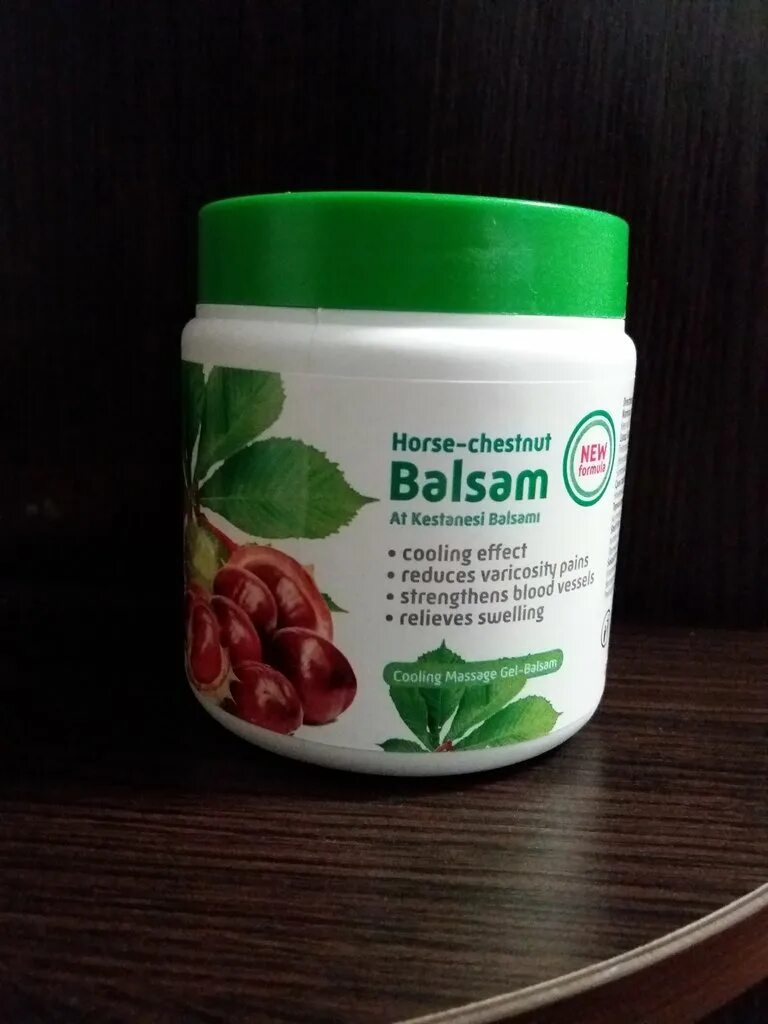 Horse-chestnut
Balsam
At Kestanesi Balsamı
NEW
formula
• cooling effect
• reduces varicosity pains
• strengthens blood vessels
• relieves swelling
Cooling Massage Gel-Balsam